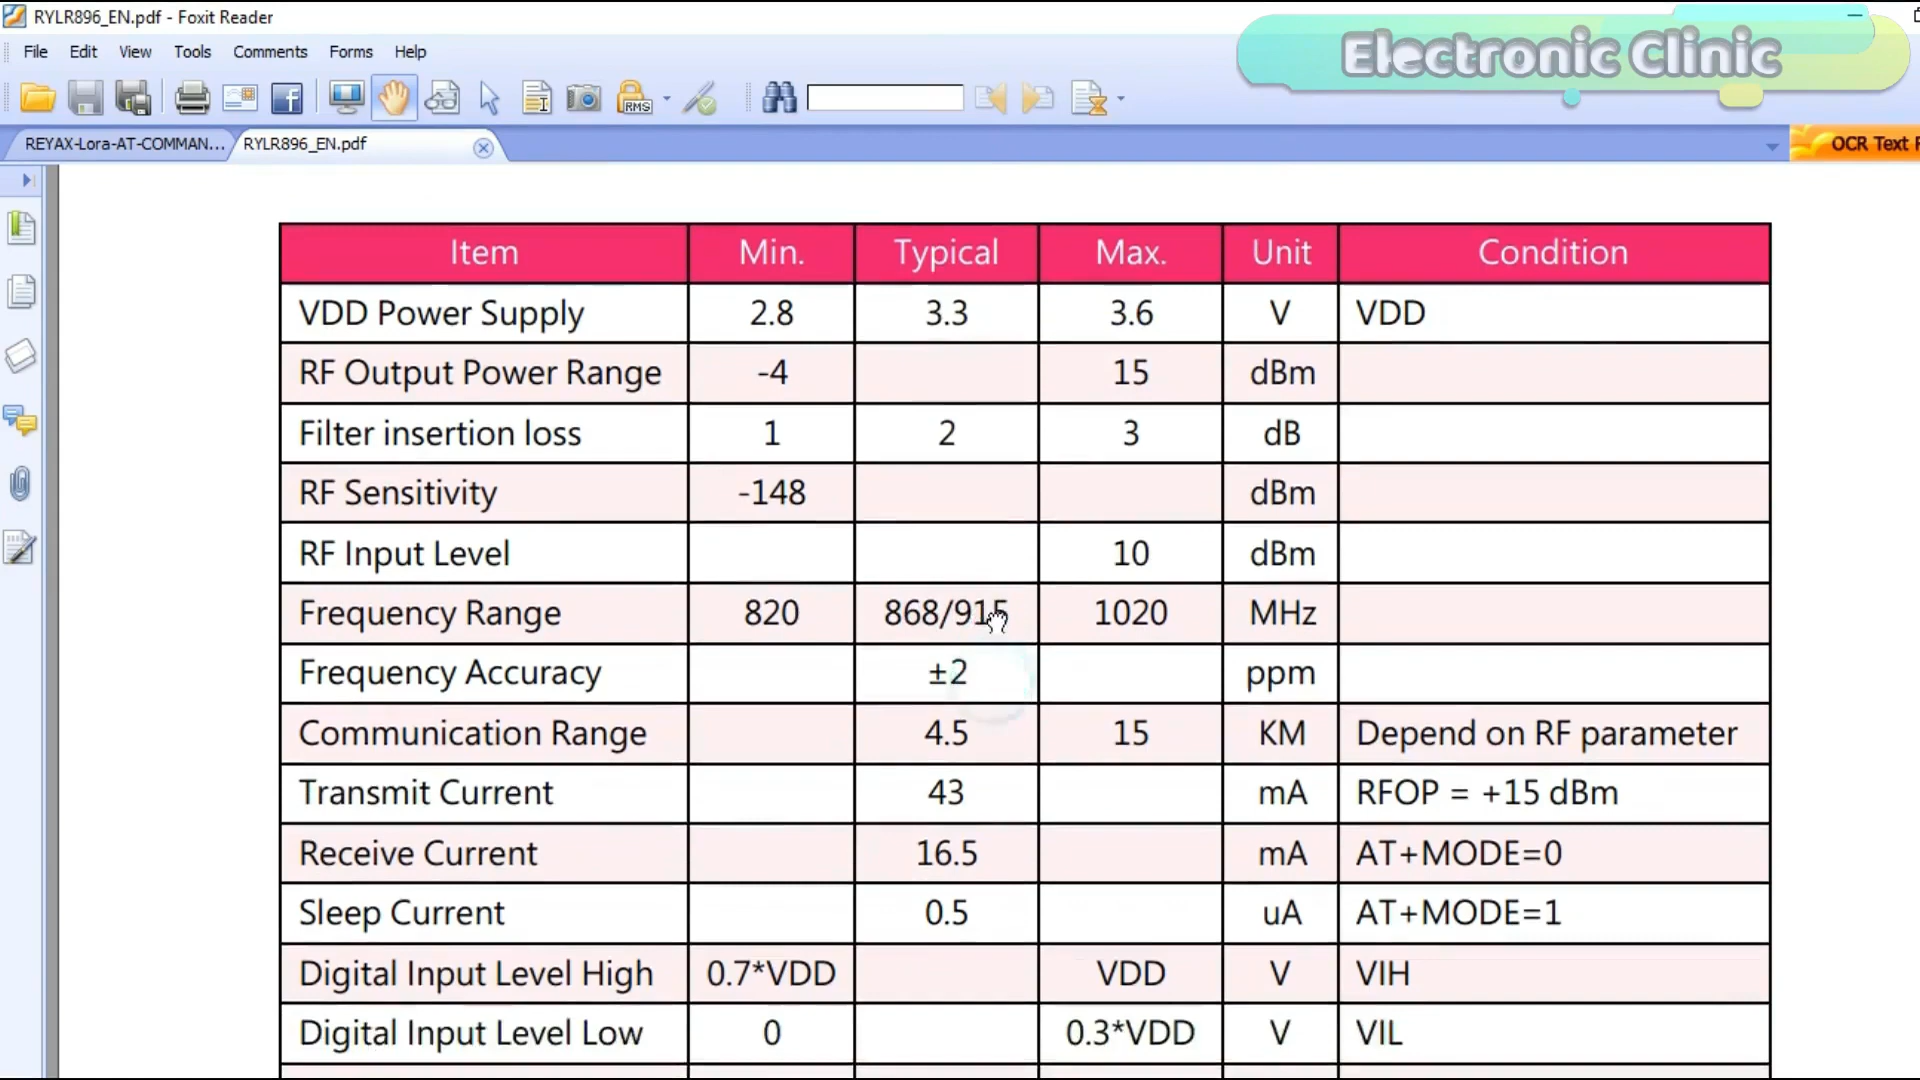 RYLR896_EN.pdf - Foxit Reader
Electronic Clinic
File Edit View Tools Comments Forms Help
RMS
REYAX-Lora-AT-COMMAN... RYLR896_EN.pdf
OCR Text F
Item Min. Typical Max. Unit Condition
VDD Power Supply 2.8 3.3 3.6 V VDD
RF Output Power Range -4 15 dBm
Filter insertion loss 1 2 3 dB
RF Sensitivity -148 dBm
RF Input Level 10 dBm
Frequency Range 820 868/915 1020 MHz
Frequency Accuracy ±2 ppm
Communication Range 4.5 15 KM Depend on RF parameter
Transmit Current 43 mA RFOP = +15 dBm
Receive Current 16.5 mA AT+MODE=0
Sleep Current 0.5 uA AT+MODE=1
Digital Input Level High 0.7*VDD VDD V VIH
Digital Input Level Low 0 0.3*VDD V VIL